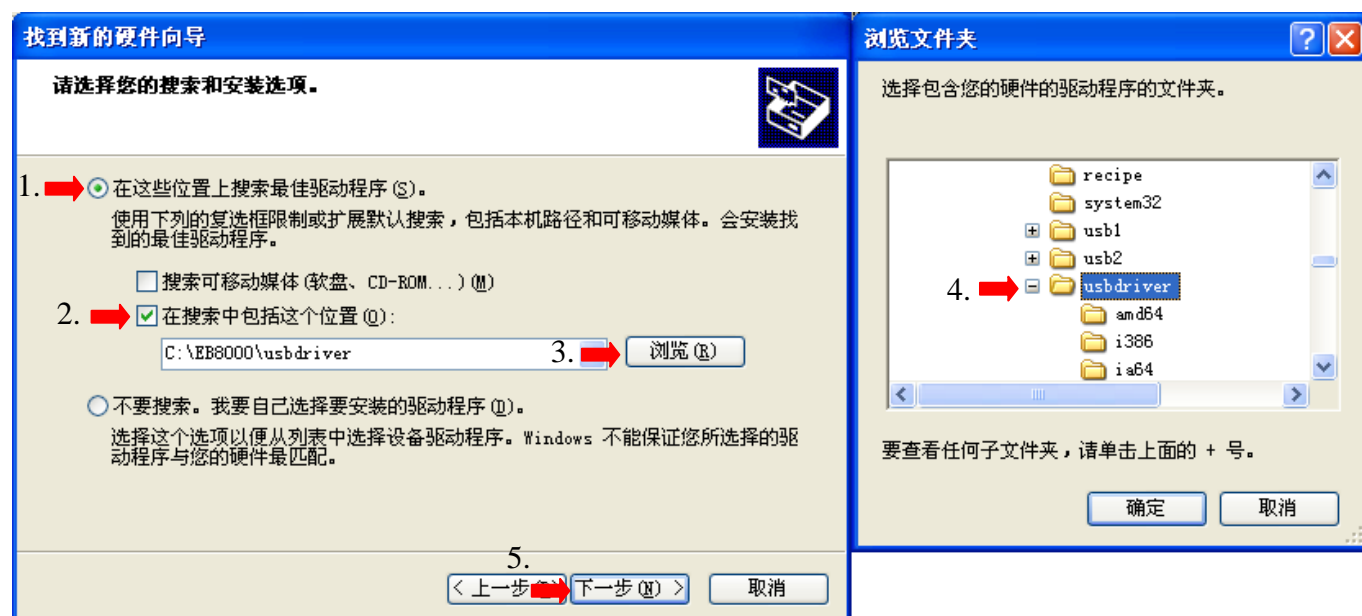 找到新的硬件向导
请选择您的搜索和安装选项。
1.
在这些位置上搜索最佳驱动程序(S)。
使用下列的复选框限制或扩展默认搜索，包括本机路径和可移动媒体。会安装找
到的最佳驱动程序。
搜索可移动媒体(软盘、CD-ROM...)(M)
2.
在搜索中包括这个位置(O):
C:\EB8000\usbdriver
3.
浏览(R)
不要搜索。我要自己选择要安装的驱动程序(D)。
选择这个选项以便从列表中选择设备驱动程序。Windows 不能保证您所选择的驱
动程序与您的硬件最匹配。
5.
< 上一步
下一步(N) >
取消
浏览文件夹
选择包含您的硬件的驱动程序的文件夹。
recipe
system32
usb1
usb2
4.
usbdriver
amd64
i386
ia64
要查看任何子文件夹，请单击上面的 + 号。
确定
取消